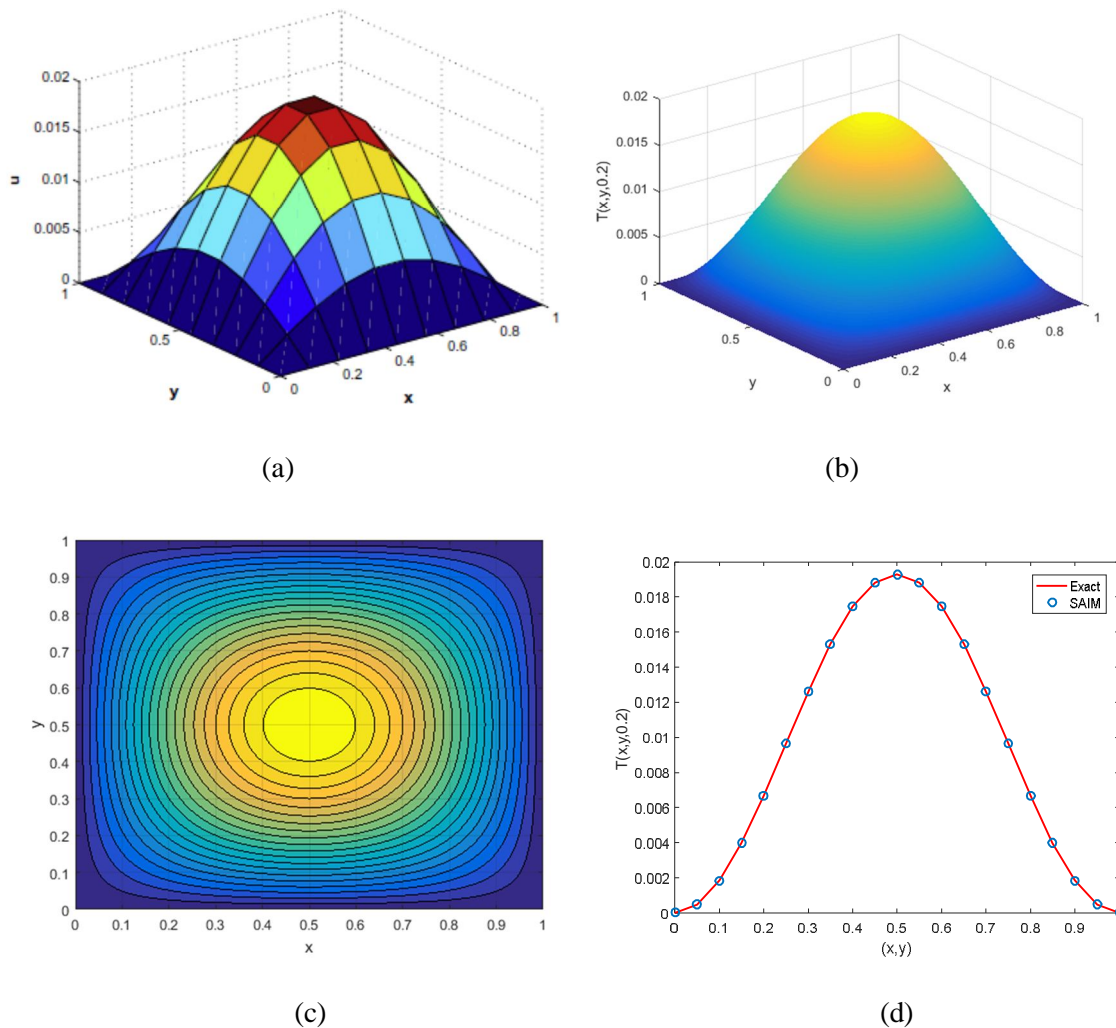 0.02
0.015
0.01
0.005
0
u
1
0.5
0
y
0
0.2
0.4
0.6
0.8
1
x
(a)
0.02
0.015
0.01
0.005
0
T(x,y,0.2)
1
0.5
0
y
0
0.2
0.4
0.6
0.8
1
x
(b)
1
0.9
0.8
0.7
0.6
0.5
0.4
0.3
0.2
0.1
0
y
0 0.1 0.2 0.3 0.4 0.5 0.6 0.7 0.8 0.9 1
x
(c)
0.02
0.018
0.016
0.014
0.012
0.01
0.008
0.006
0.004
0.002
0
T(x,y,0.2)
Exact
SAIM
0 0.1 0.2 0.3 0.4 0.5 0.6 0.7 0.8 0.9
(x,y)
(d)